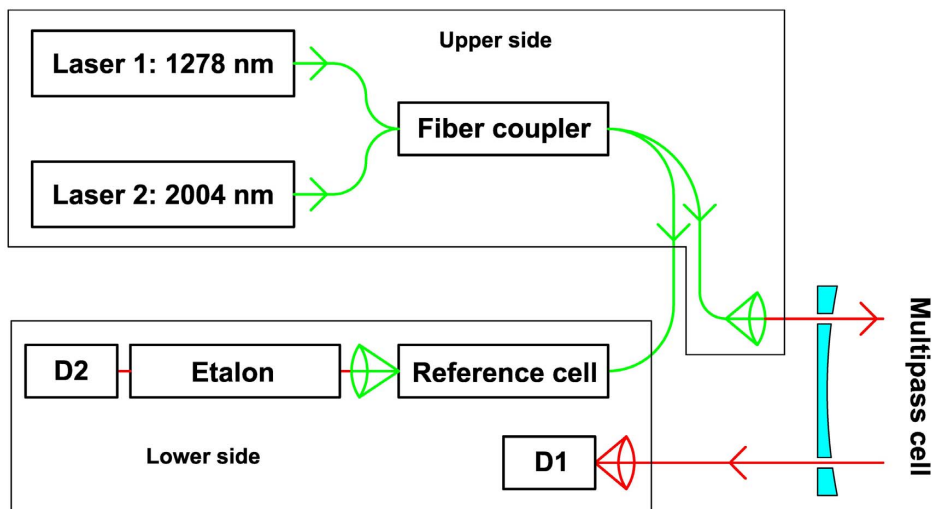 Upper side
Laser 1: 1278 nm
Fiber coupler
Laser 2: 2004 nm
Multipass cell
D2
Etalon
Reference cell
Lower side
D1